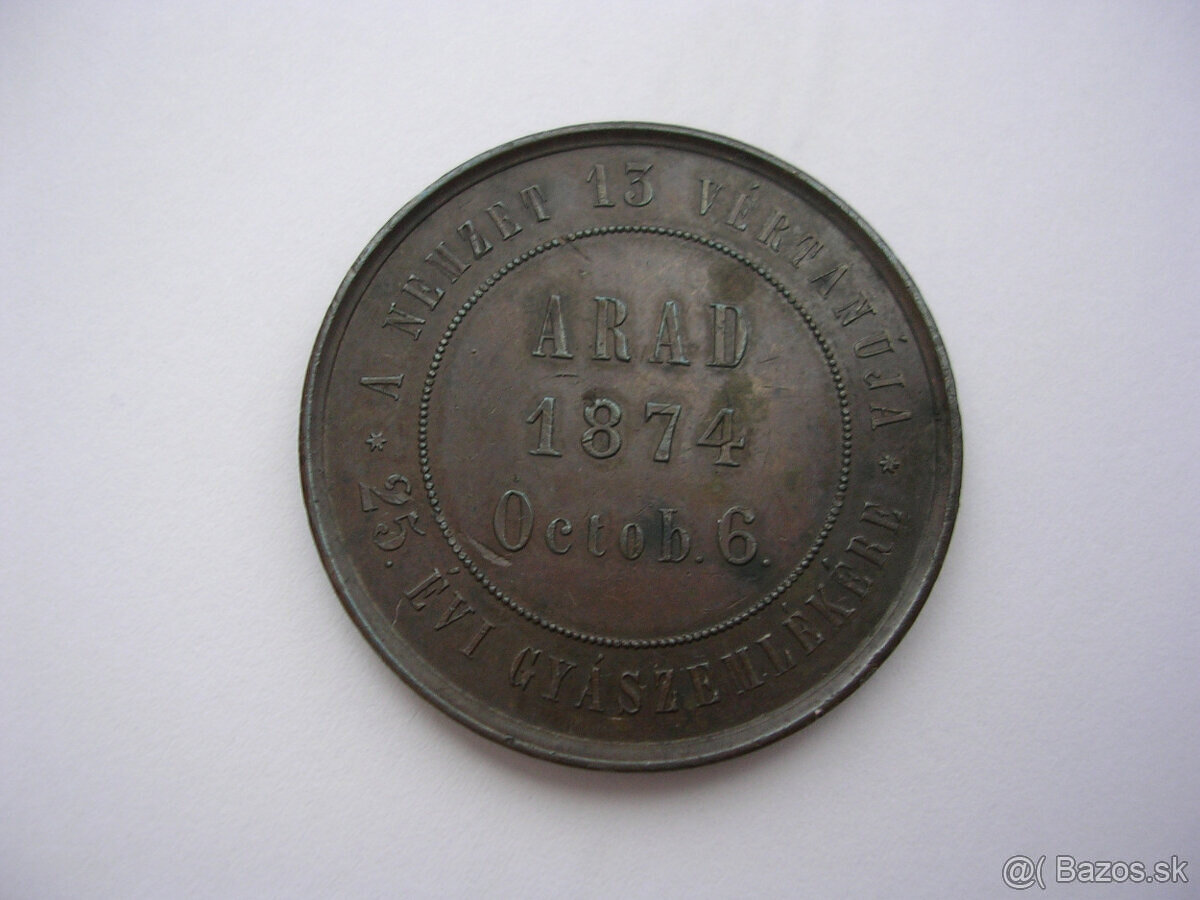 * A NEMZET 13 VÉRTANÚJA *
ARAD
1874
Octob. 6.
25. ÉVI GYÁSZEMLÉKÉRE
@( Bazos.sk